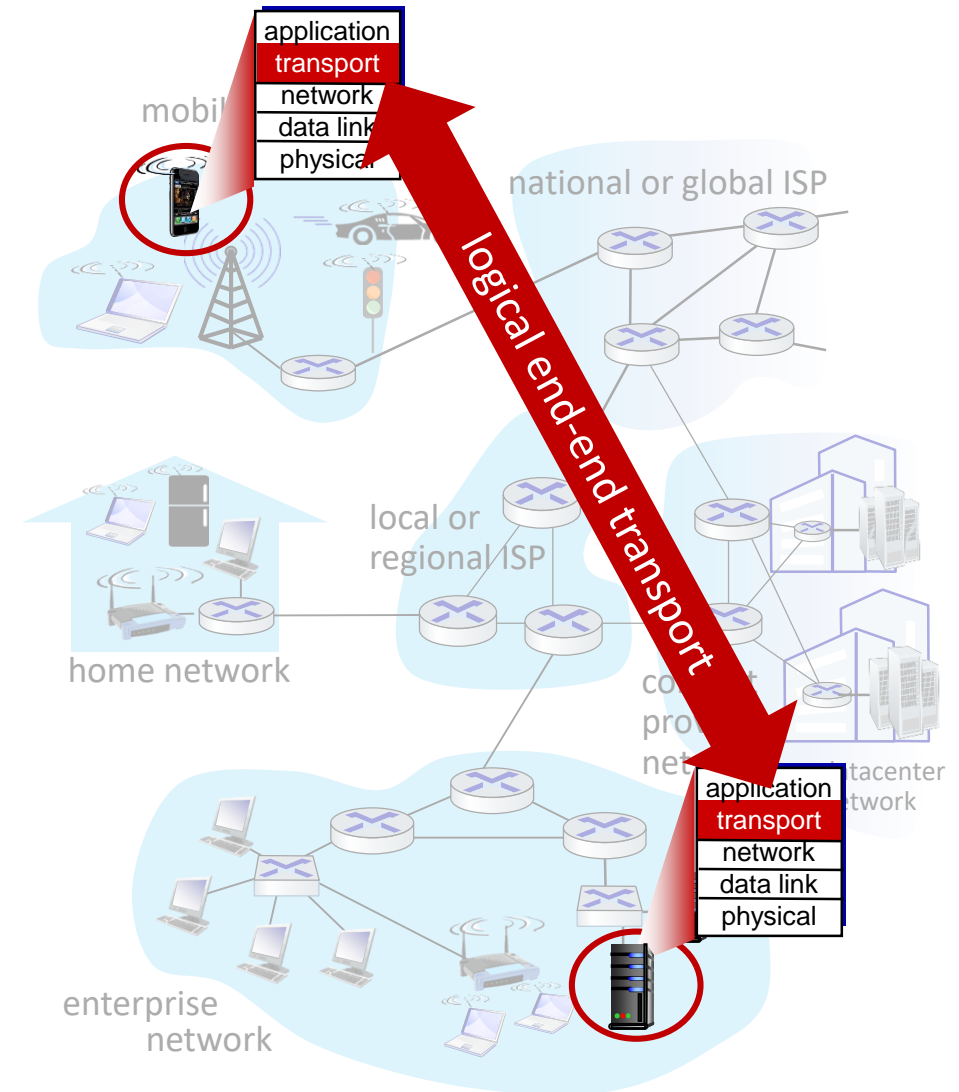 application
transport
network
data link
physical
national or global ISP
logical end-end transport
local or
regional ISP
home network
application
transport
network
data link
physical
enterprise
network